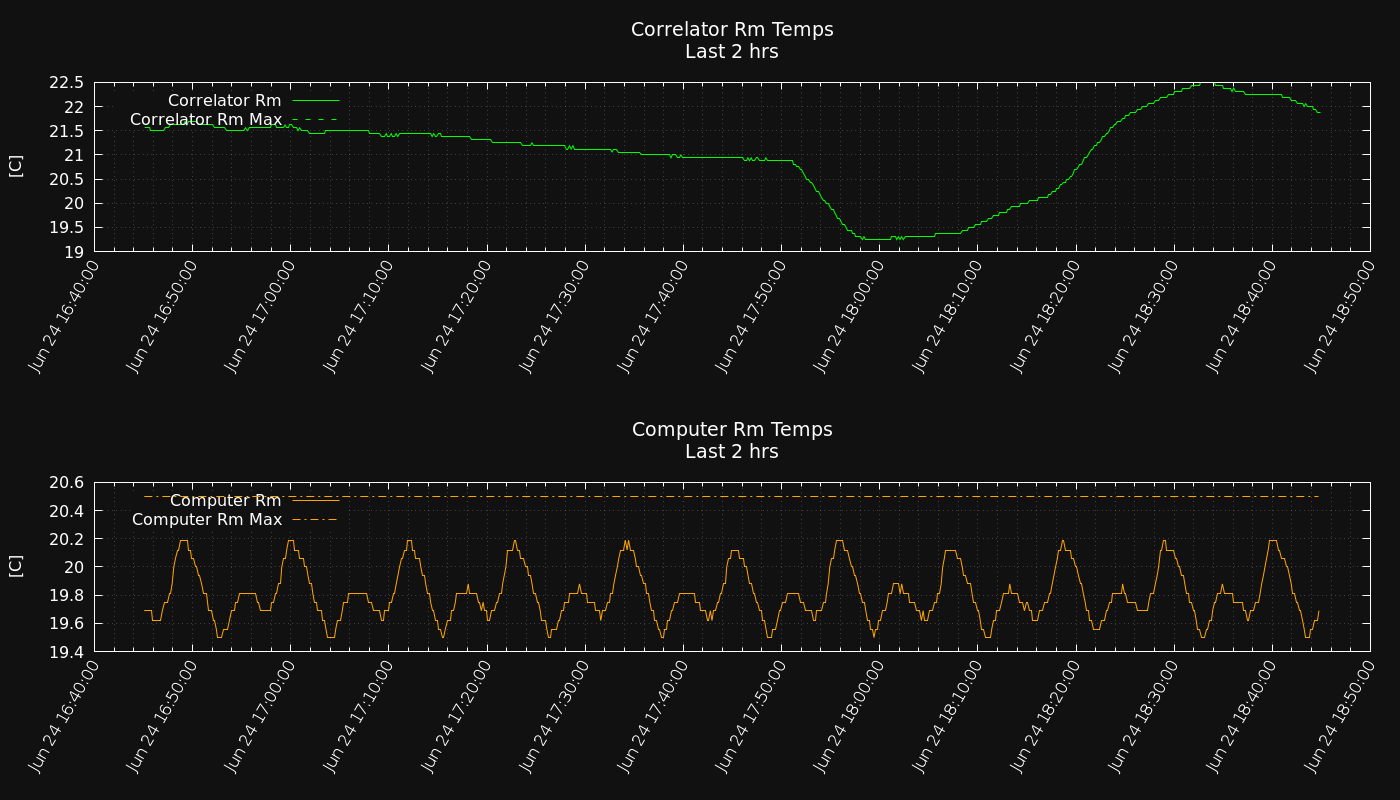 Correlator Rm Temps
Last 2 hrs
22.5
22
21.5
21
20.5
20
19.5
19
[C]
Correlator Rm
Correlator Rm Max
Jun 24 16:40:00
Jun 24 16:50:00
Jun 24 17:00:00
Jun 24 17:10:00
Jun 24 17:20:00
Jun 24 17:30:00
Jun 24 17:40:00
Jun 24 17:50:00
Jun 24 18:00:00
Jun 24 18:10:00
Jun 24 18:20:00
Jun 24 18:30:00
Jun 24 18:40:00
Jun 24 18:50:00
Computer Rm Temps
Last 2 hrs
20.6
20.4
20.2
20
19.8
19.6
19.4
[C]
Computer Rm
Computer Rm Max
Jun 24 16:40:00
Jun 24 16:50:00
Jun 24 17:00:00
Jun 24 17:10:00
Jun 24 17:20:00
Jun 24 17:30:00
Jun 24 17:40:00
Jun 24 17:50:00
Jun 24 18:00:00
Jun 24 18:10:00
Jun 24 18:20:00
Jun 24 18:30:00
Jun 24 18:40:00
Jun 24 18:50:00